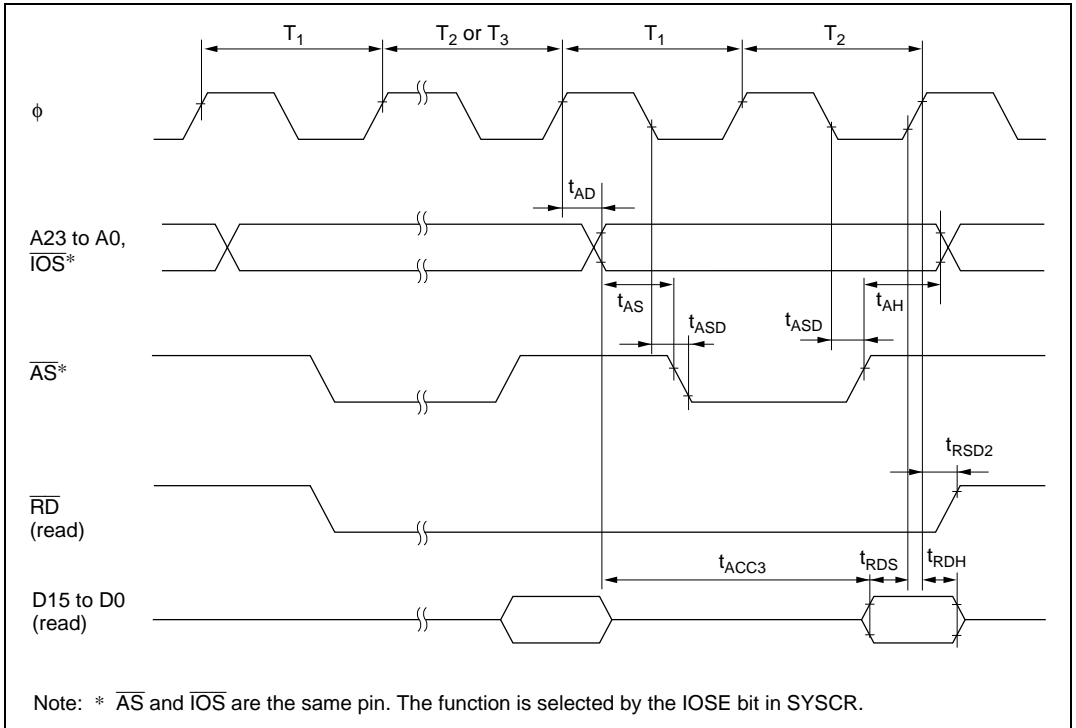 T1 T2 or T3 T1 T2
ϕ
tAD
A23 to A0,
IOS*
tAS tAH
tASD tASD
AS*
tRSD2
RD
(read)
tACC3 tRDS tRDH
D15 to D0
(read)
Note: * AS and IOS are the same pin. The function is selected by the IOSE bit in SYSCR.